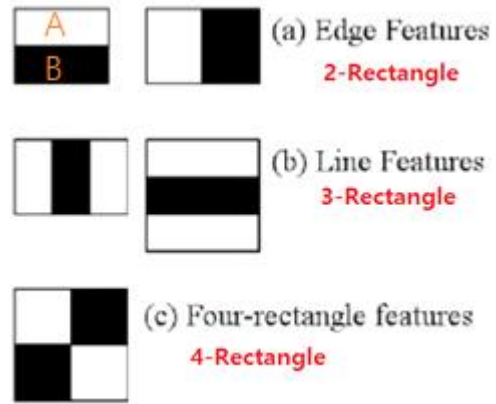 A
B
(a) Edge Features
2-Rectangle
(b) Line Features
3-Rectangle
(c) Four-rectangle features
4-Rectangle